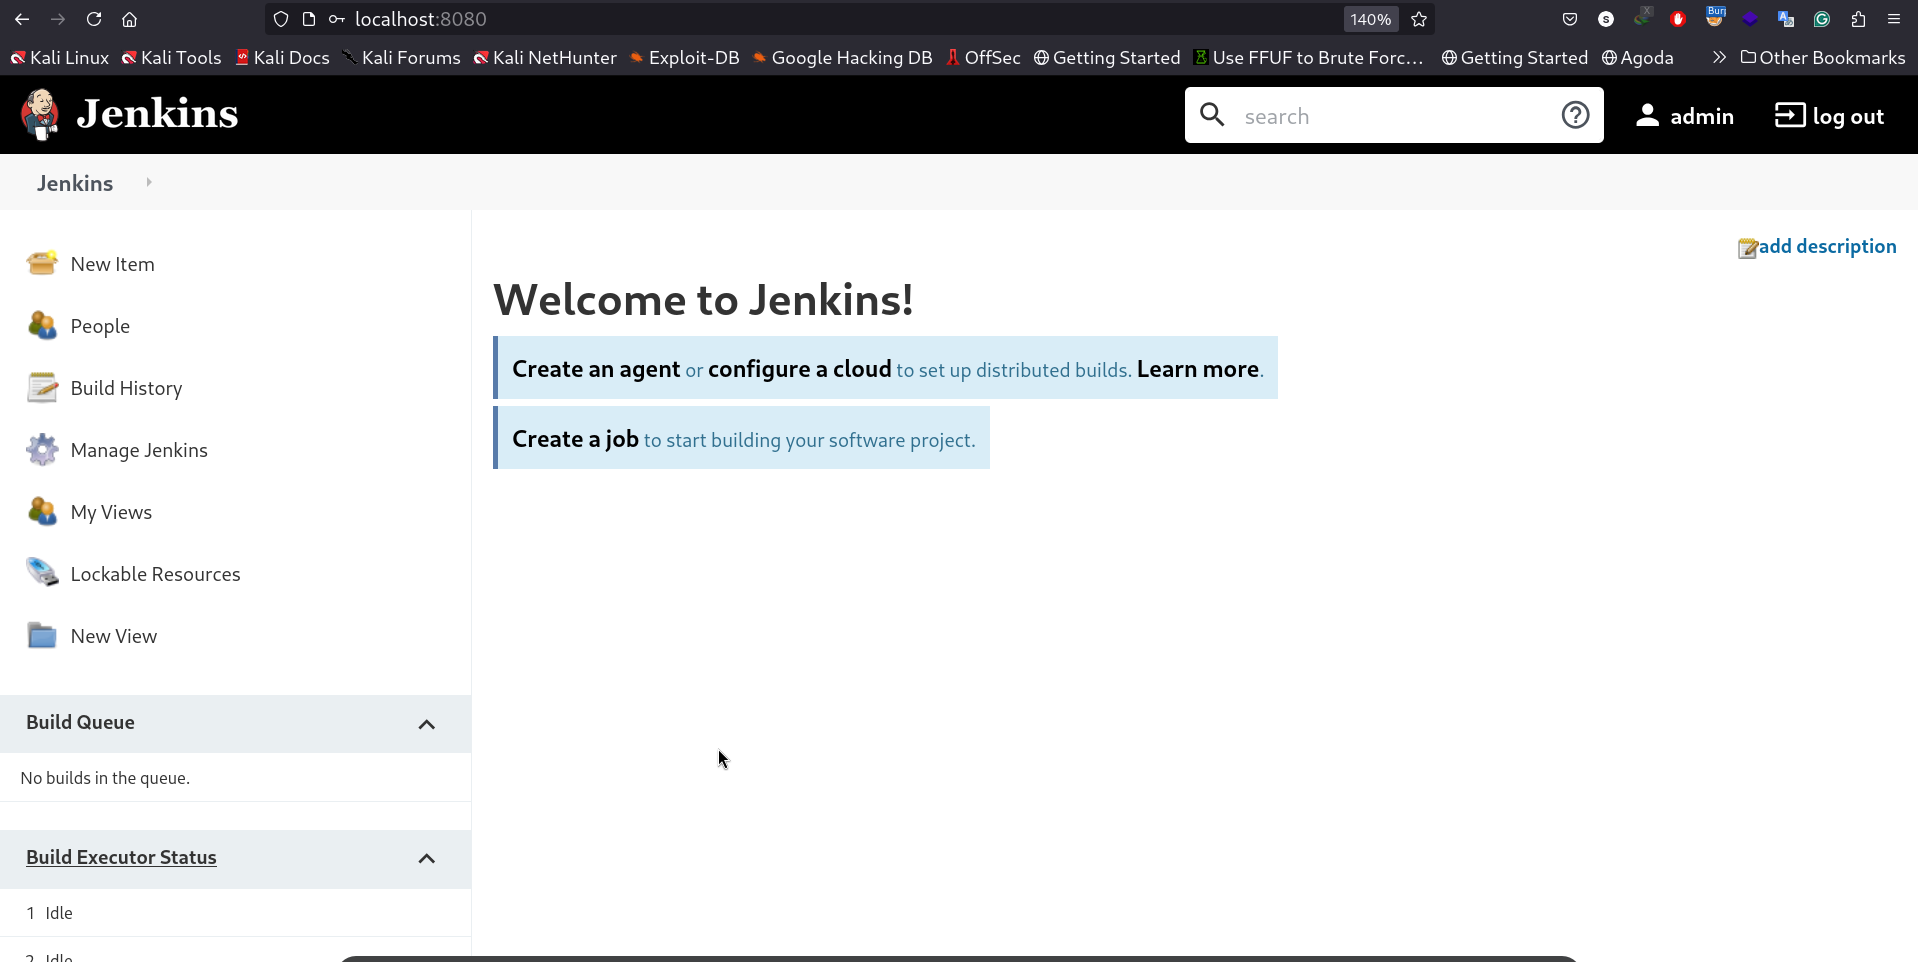 localhost:8080
140%
S
X
Burp
Kali Linux
Kali Tools
Kali Docs
Kali Forums
Kali NetHunter
Exploit-DB
Google Hacking DB
OffSec
Getting Started
Use FFUF to Brute Forc…
Getting Started
Agoda
Other Bookmarks
Jenkins
search
admin
log out
Jenkins
add description
New Item
People
Build History
Manage Jenkins
My Views
Lockable Resources
New View
Welcome to Jenkins!
Create an agent or configure a cloud to set up distributed builds. Learn more.
Create a job to start building your software project.
Build Queue
No builds in the queue.
Build Executor Status
1 Idle
2 Idle